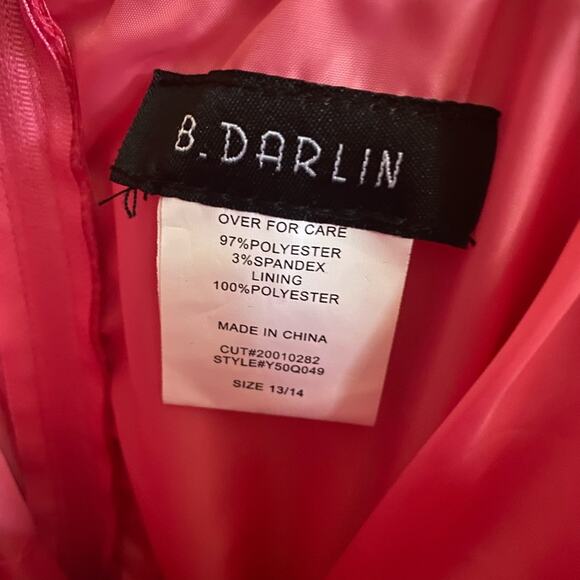 B. DARLIN
OVER FOR CARE
97%POLYESTER
3%SPANDEX
LINING
100%POLYESTER
MADE IN CHINA
CUT#20010282
STYLE#Y50Q049
SIZE 13/14